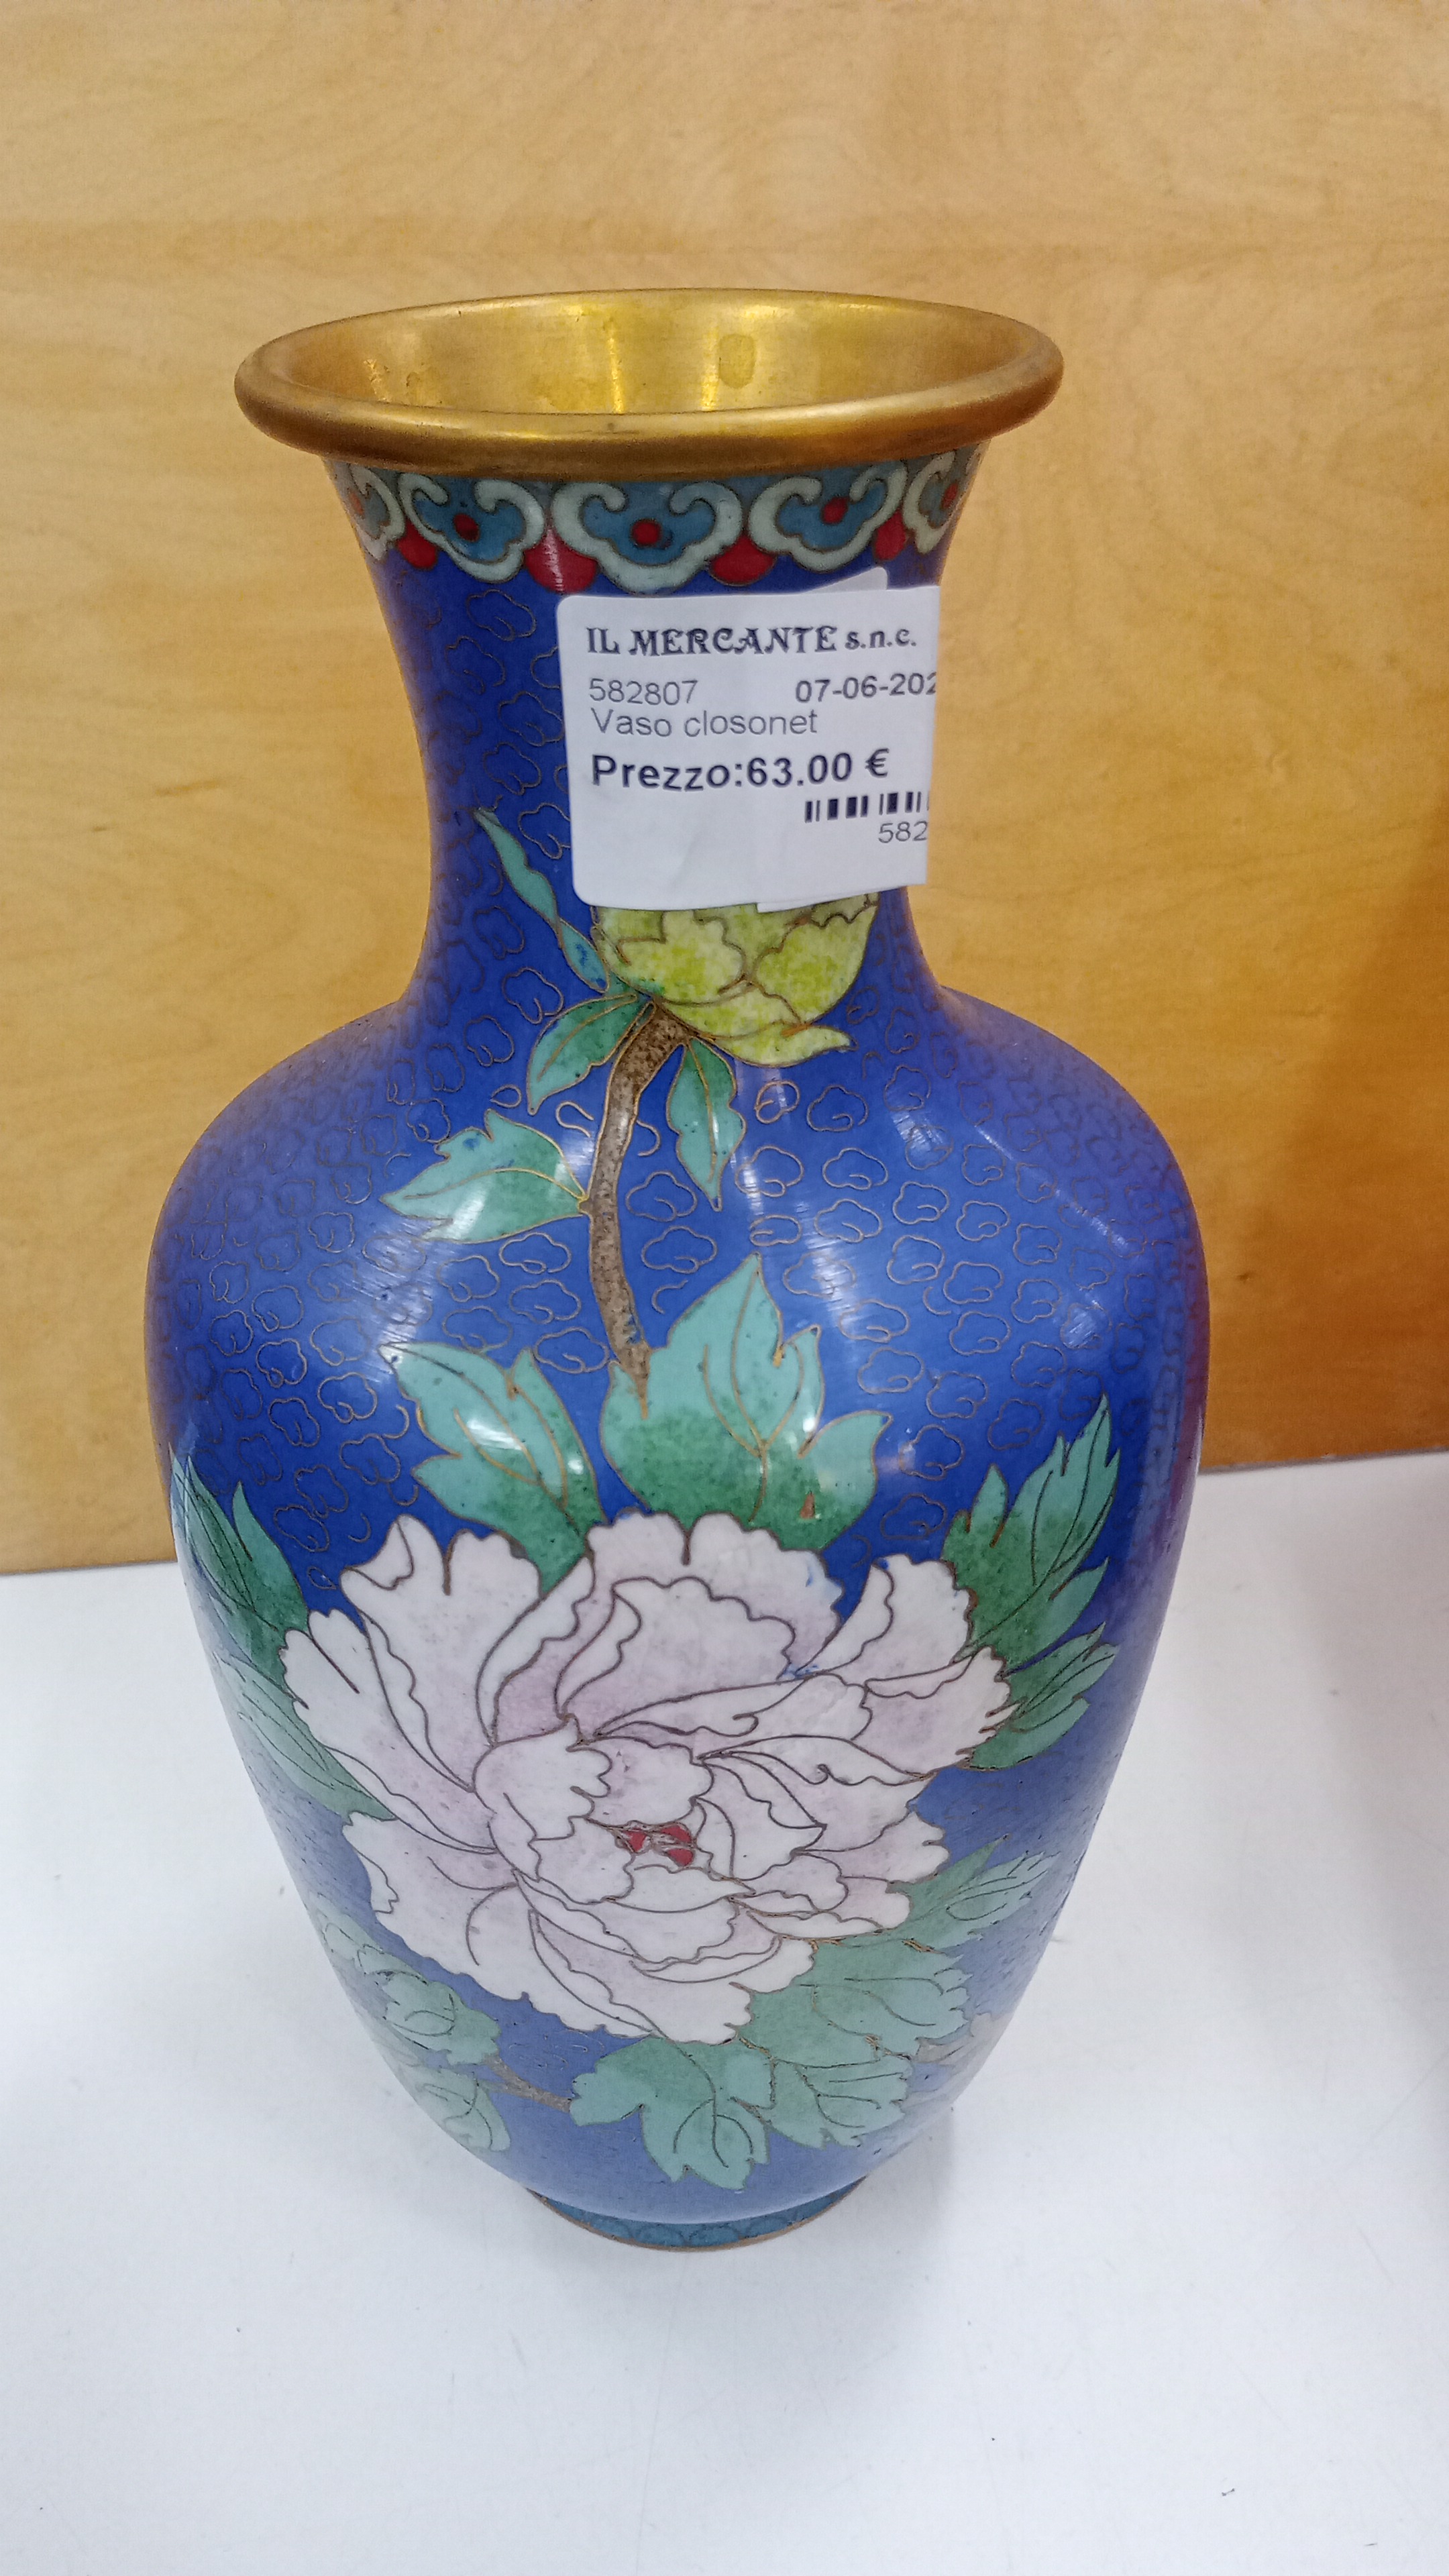 IL MERCANTE s.n.c.
582807 07-06-202
Vaso closonet
Prezzo:63.00 €
582